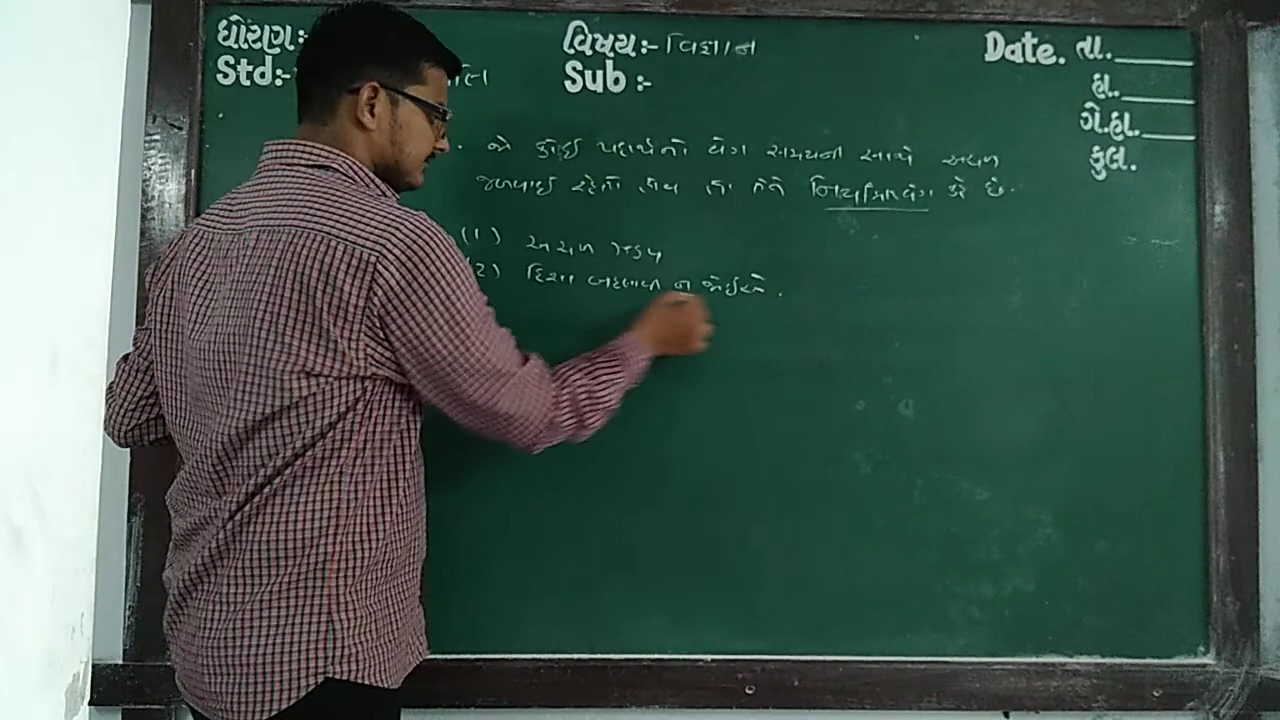 ધોરણ:
Std:-
વિષય:- વિજ્ઞાન
Sub :-
Date. તા.
હા.
ગે.હા.
કુલ.
જો કોઈ પદાર્થનો વેગ સમયની સાથે અચળ
જળવાઈ રહેતો હોય તો તેને નિયમિતવેગ કહે છે.
(1) અચળ ઝડપ
(2) દિશા બદલાવી ન જોઈએ.